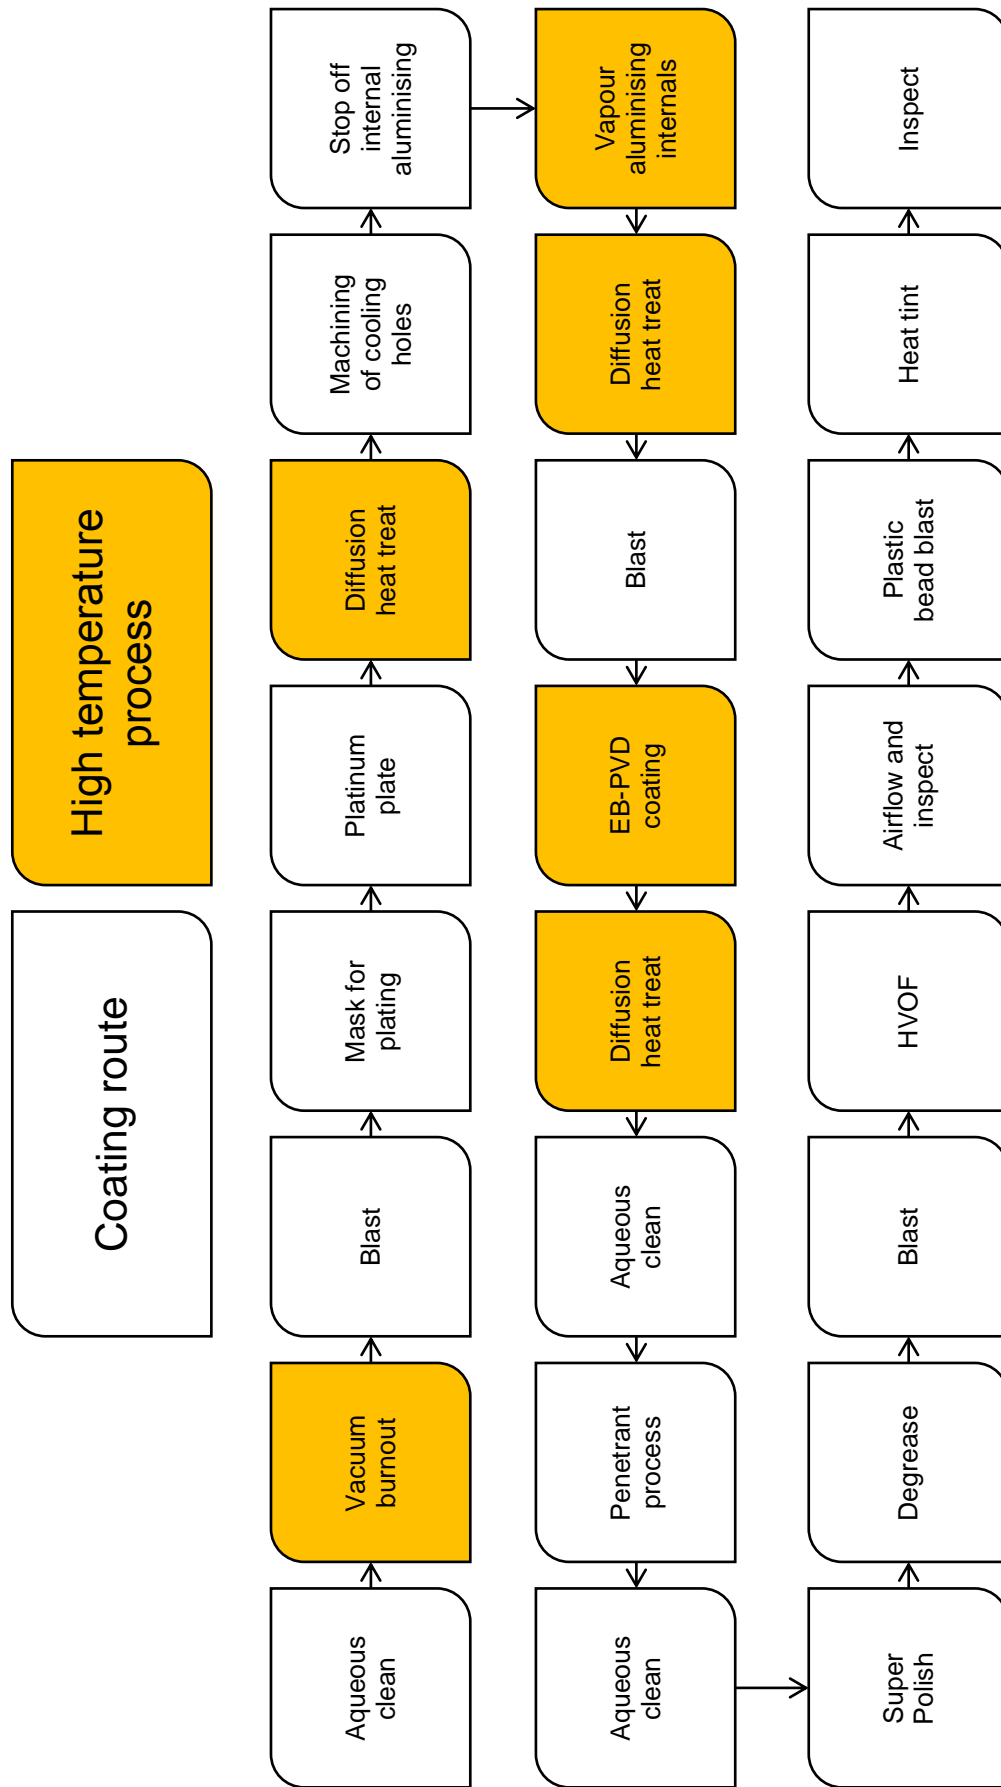 Coating route
High temperature
process
Aqueous
clean
Vacuum
burnout
Blast
Mask for
plating
Platinum
plate
Diffusion
heat treat
Machining
of cooling
holes
Stop off
internal
aluminising
Vapour
aluminising
internals
Diffusion
heat treat
Blast
EB-PVD
coating
Diffusion
heat treat
Aqueous
clean
Penetrant
process
Aqueous
clean
Super
Polish
Degrease
Blast
HVOF
Airflow and
inspect
Plastic
bead blast
Heat tint
Inspect